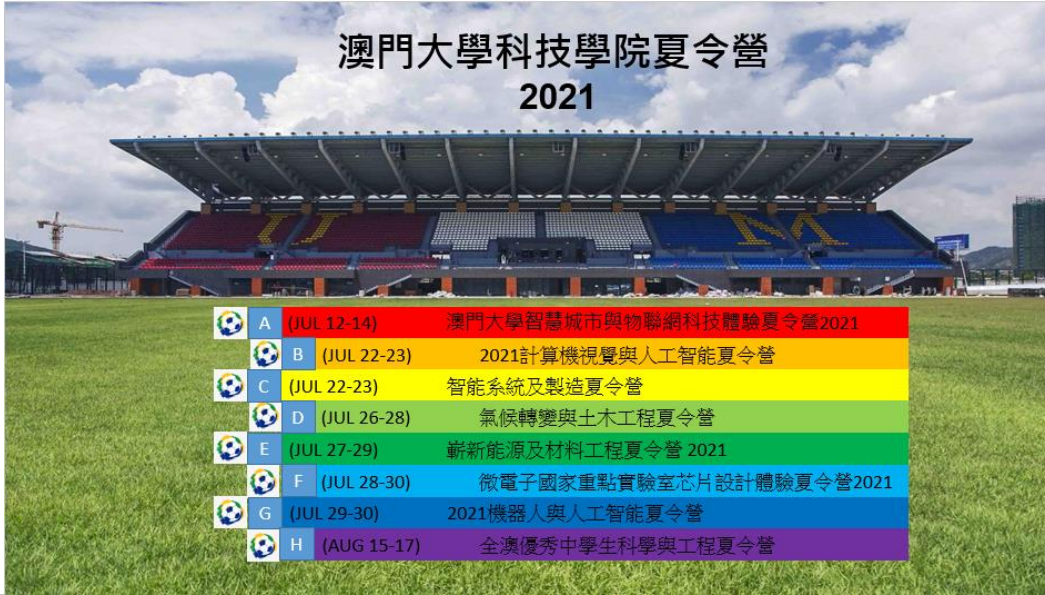 澳門大學科技學院夏令營
2021
U M
A (JUL 12-14) 澳門大學智慧城市與物聯網科技體驗夏令營2021
B (JUL 22-23) 2021計算機視覺與人工智能夏令營
C (JUL 22-23) 智能系統及製造夏令營
D (JUL 26-28) 氣候轉變與土木工程夏令營
E (JUL 27-29) 嶄新能源及材料工程夏令營 2021
F (JUL 28-30) 微電子國家重點實驗室芯片設計體驗夏令營2021
G (JUL 29-30) 2021機器人與人工智能夏令營
H (AUG 15-17) 全澳優秀中學生科學與工程夏令營